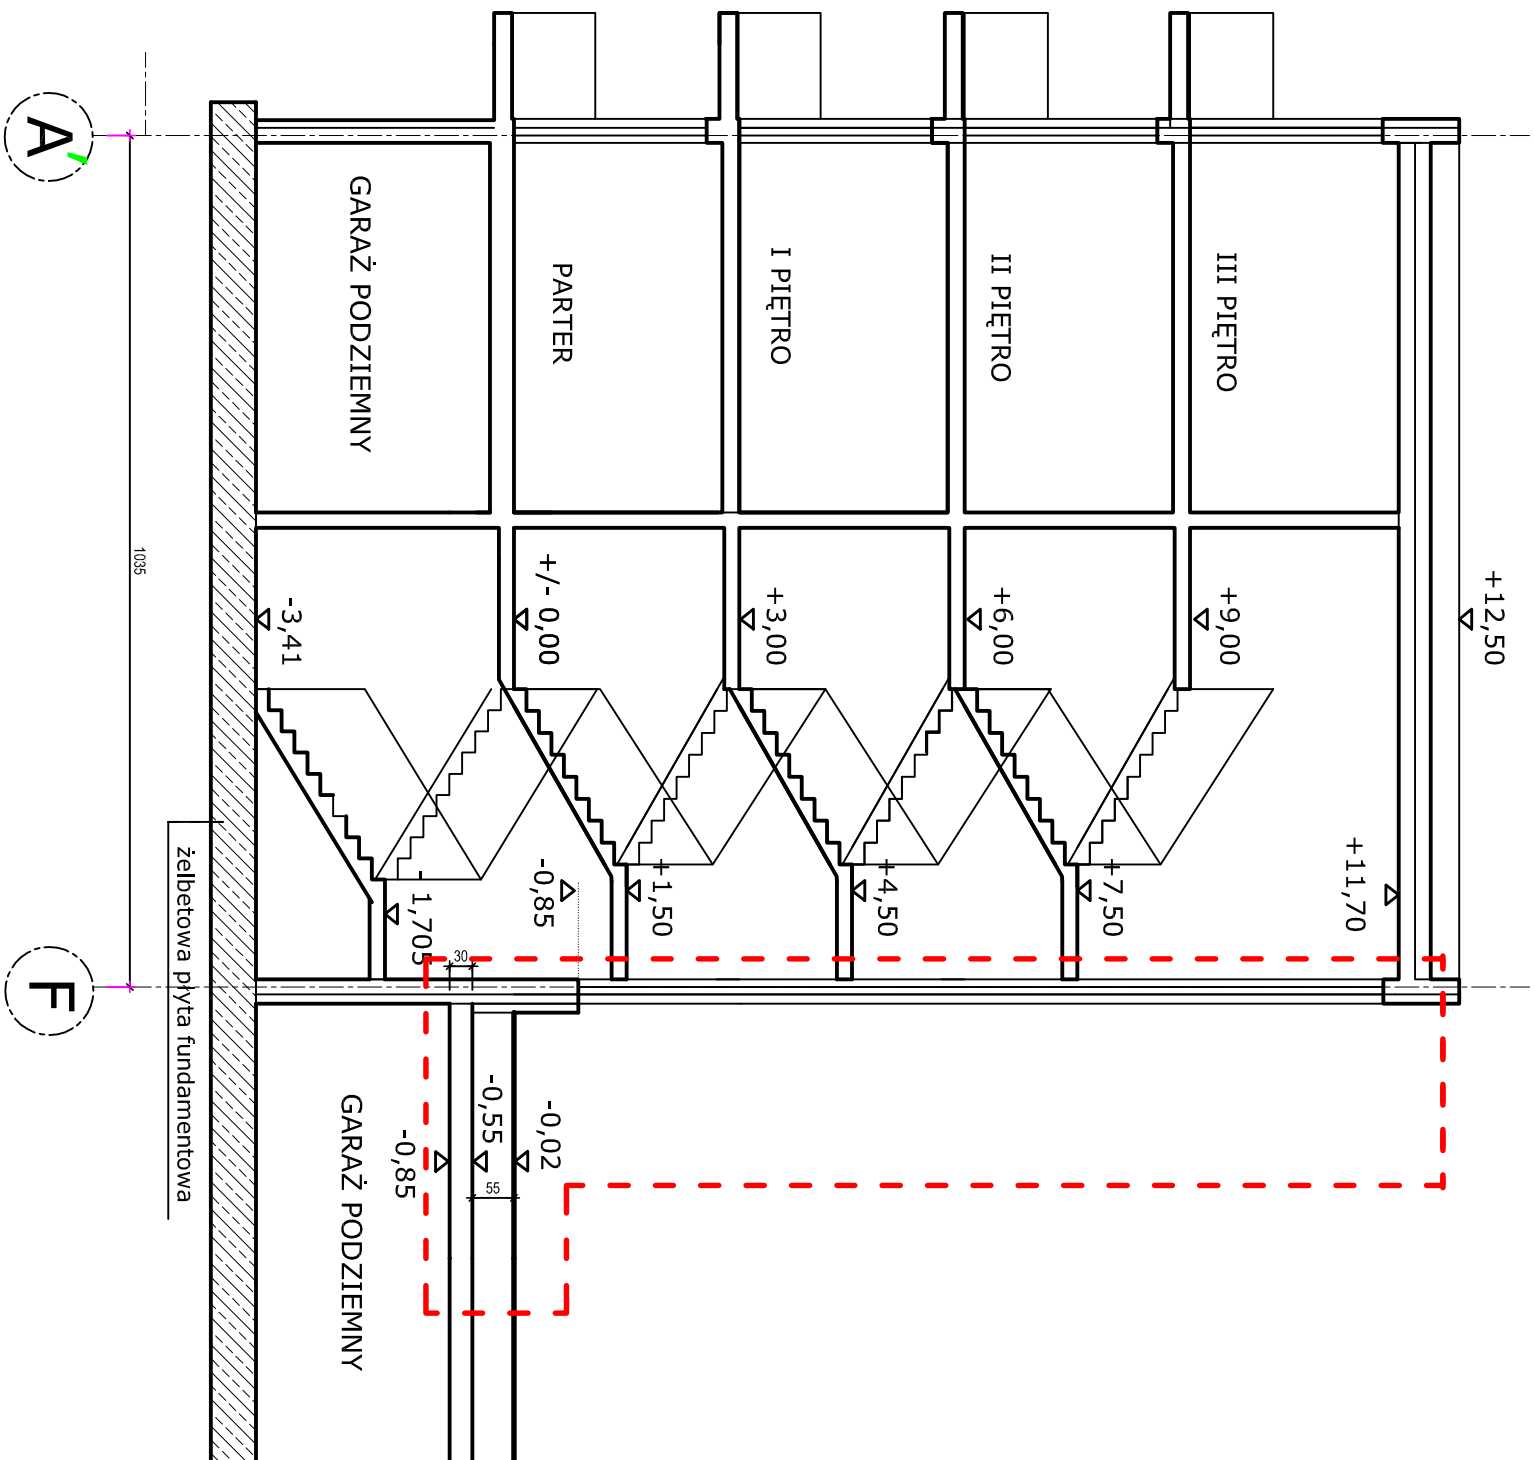 +12,50
+11,70
III PIĘTRO
+9,00
+7,50
II PIĘTRO
+6,00
+4,50
I PIĘTRO
+3,00
+1,50
PARTER
+/- 0,00
-0,85
-0,02
55
-0,55
30
-0,85
- 1,705
GARAŻ PODZIEMNY
GARAŻ PODZIEMNY
-3,41
żelbetowa płyta fundamentowa
1035
A'
F